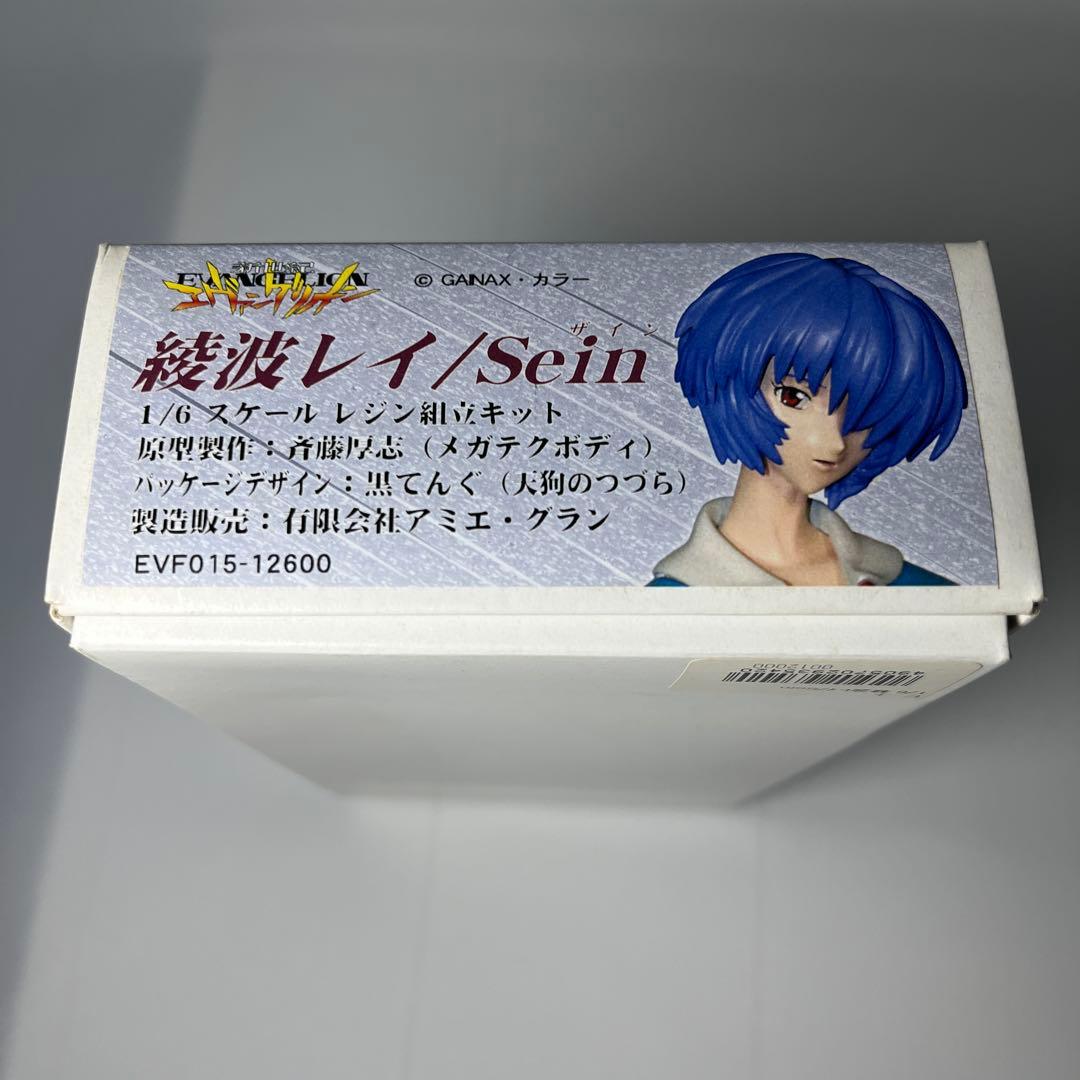 新世紀
EVANGELION
エヴァンゲリオン
© GAINAX・カラー
ザイン
綾波レイ/Sein
1/6 スケール レジン組立キット
原型製作：斉藤厚志（メガテクボディ）
パッケージデザイン：黒てんぐ（天狗のつづら）
製造販売：有限会社アミエ・グラン
EVF015-12600
0012000